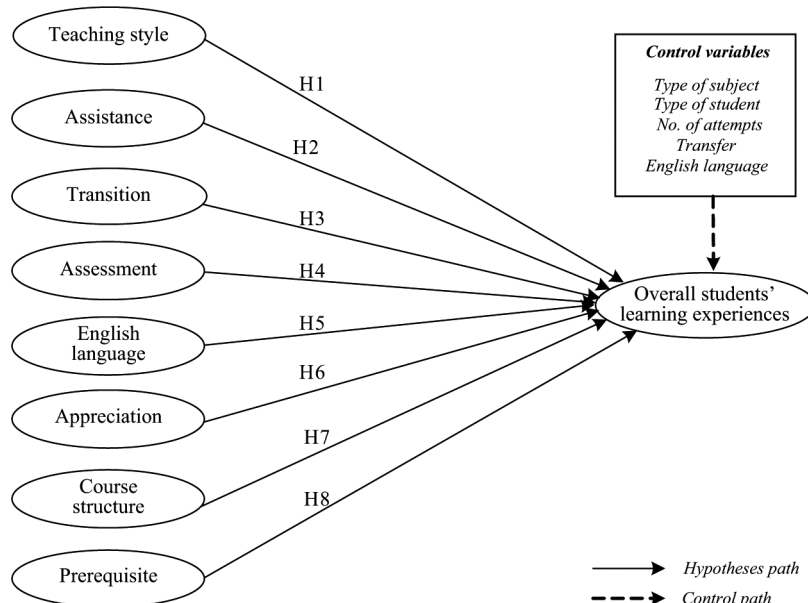 Teaching style
H1
Assistance
H2
Transition
H3
Assessment
H4
English
language
H5
Appreciation
H6
Course
structure
H7
Prerequisite
H8
Control variables
Type of subject
Type of student
No. of attempts
Transfer
English language
Overall students’
learning experiences
Hypotheses path
Control path